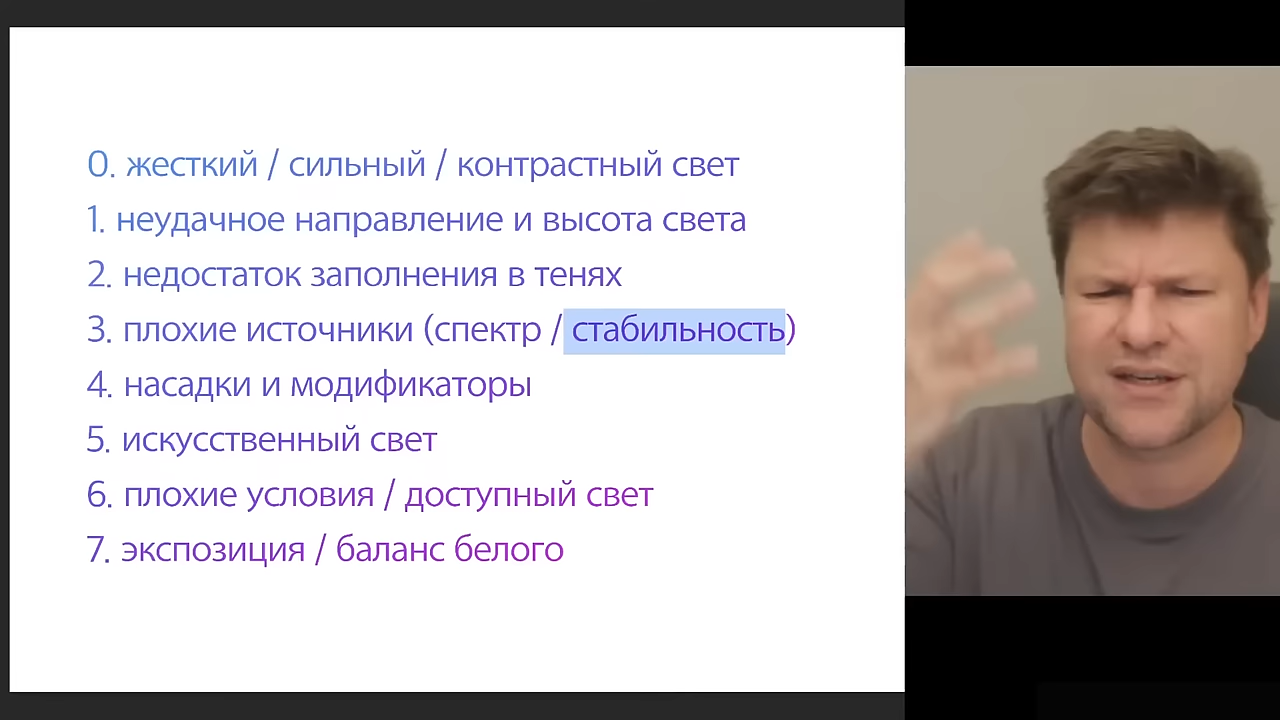 0. жесткий / сильный / контрастный свет
1. неудачное направление и высота света
2. недостаток заполнения в тенях
3. плохие источники (спектр / стабильность)
4. насадки и модификаторы
5. искусственный свет
6. плохие условия / доступный свет
7. экспозиция / баланс белого